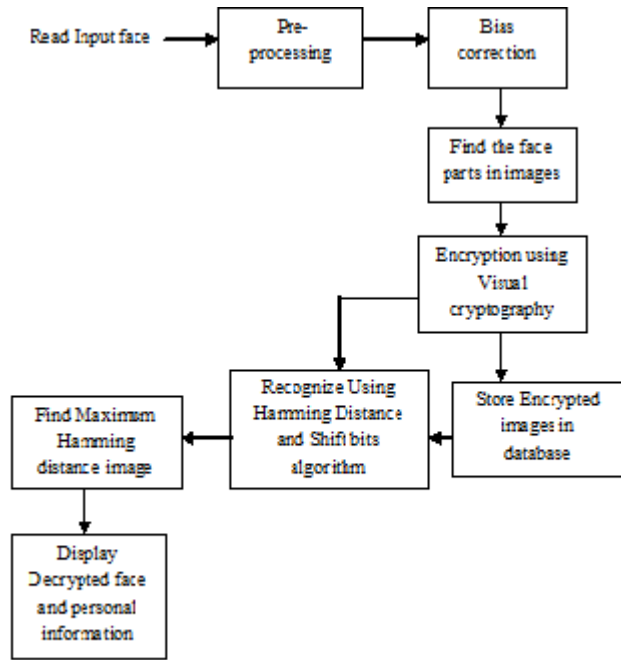 Read Input face
Pre-
processing
Bias
correction
Find the face
parts in images
Encryption using
Visual
cryptography
Recognize Using
Hamming Distance
and Shift bits
algorithm
Store Encrypted
images in
database
Find Maximum
Hamming
distance image
Display
Decrypted face
and personal
information